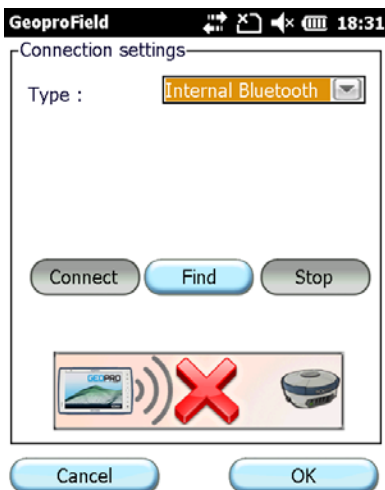 GeoproField 18:31
Connection settings
Type : Internal Bluetooth
Connect Find Stop
GEOPRO
Cancel OK